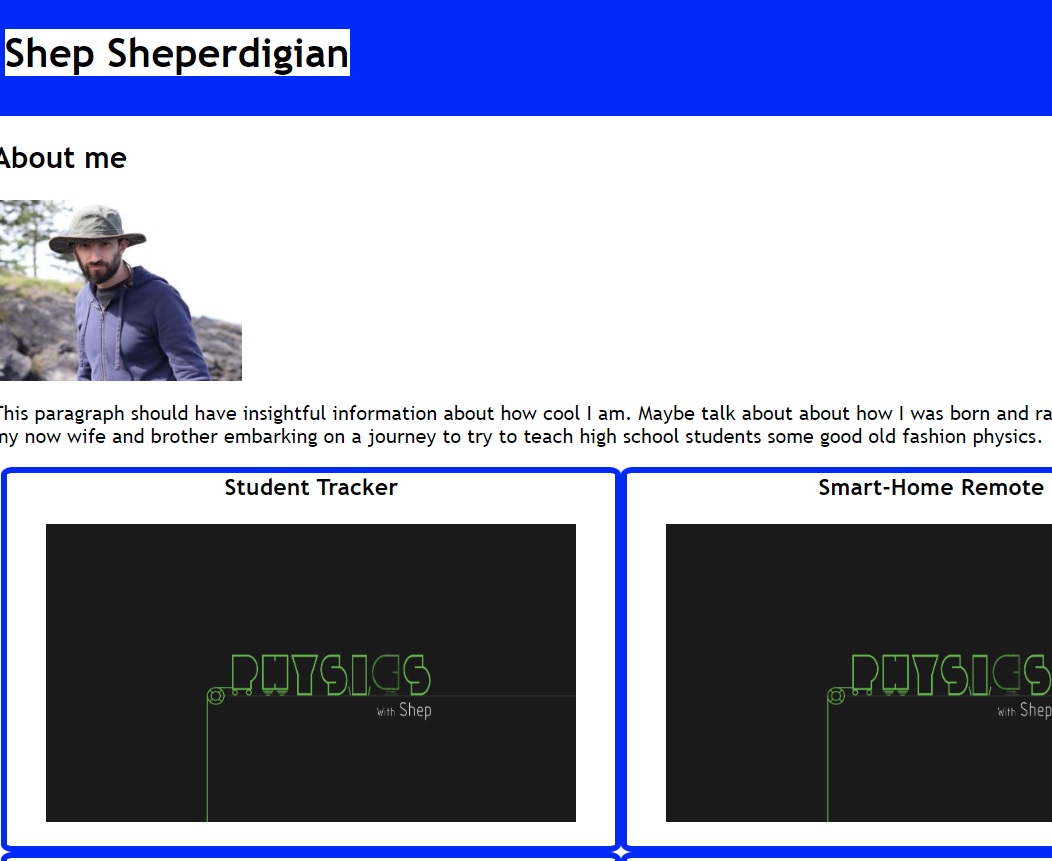 Shep Sheperdigian
About me
This paragraph should have insightful information about how cool I am. Maybe talk about about how I was born and ra
my now wife and brother embarking on a journey to try to teach high school students some good old fashion physics.
Student Tracker
Smart-Home Remote
PHYSICS
PHYSICS
With Shep
With Shep